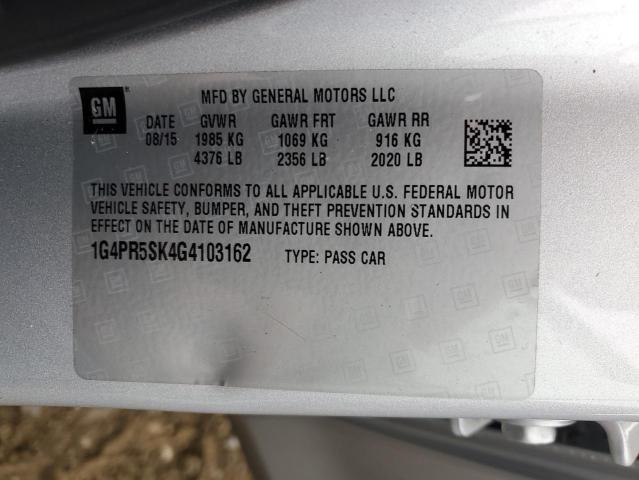 GM
MFD BY GENERAL MOTORS LLC
DATE GVWR GAWR FRT GAWR RR
08/15 1985 KG 1069 KG 916 KG
4376 LB 2356 LB 2020 LB
THIS VEHICLE CONFORMS TO ALL APPLICABLE U.S. FEDERAL MOTOR
VEHICLE SAFETY, BUMPER, AND THEFT PREVENTION STANDARDS IN
EFFECT ON THE DATE OF MANUFACTURE SHOWN ABOVE.
1G4PR5SK4G4103162 TYPE: PASS CAR